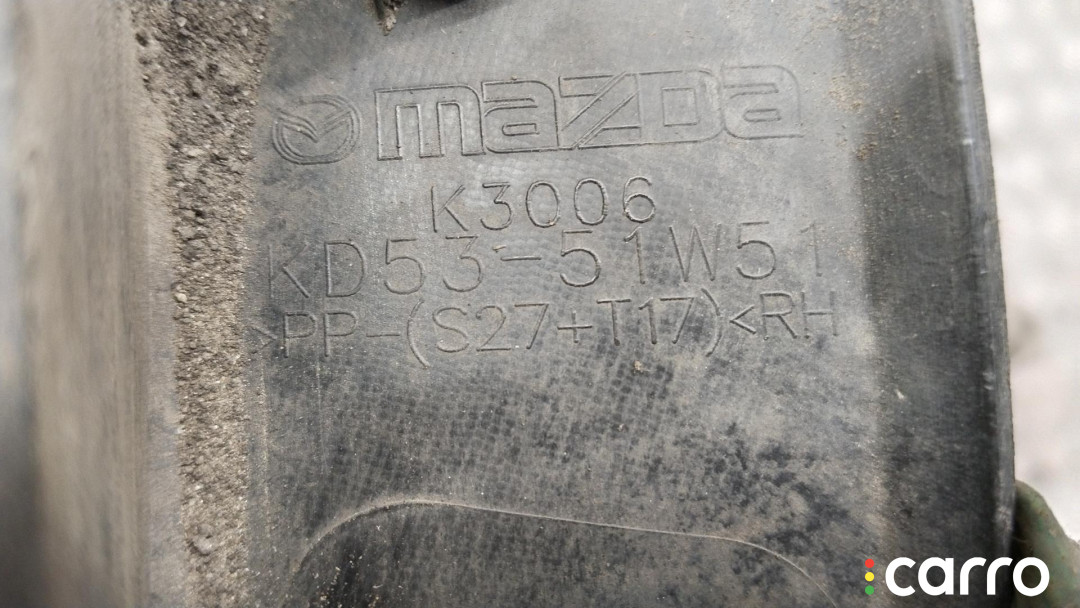 mazda
K3006
KD53-51W51
>PP-(S27+T17)<RH
carro